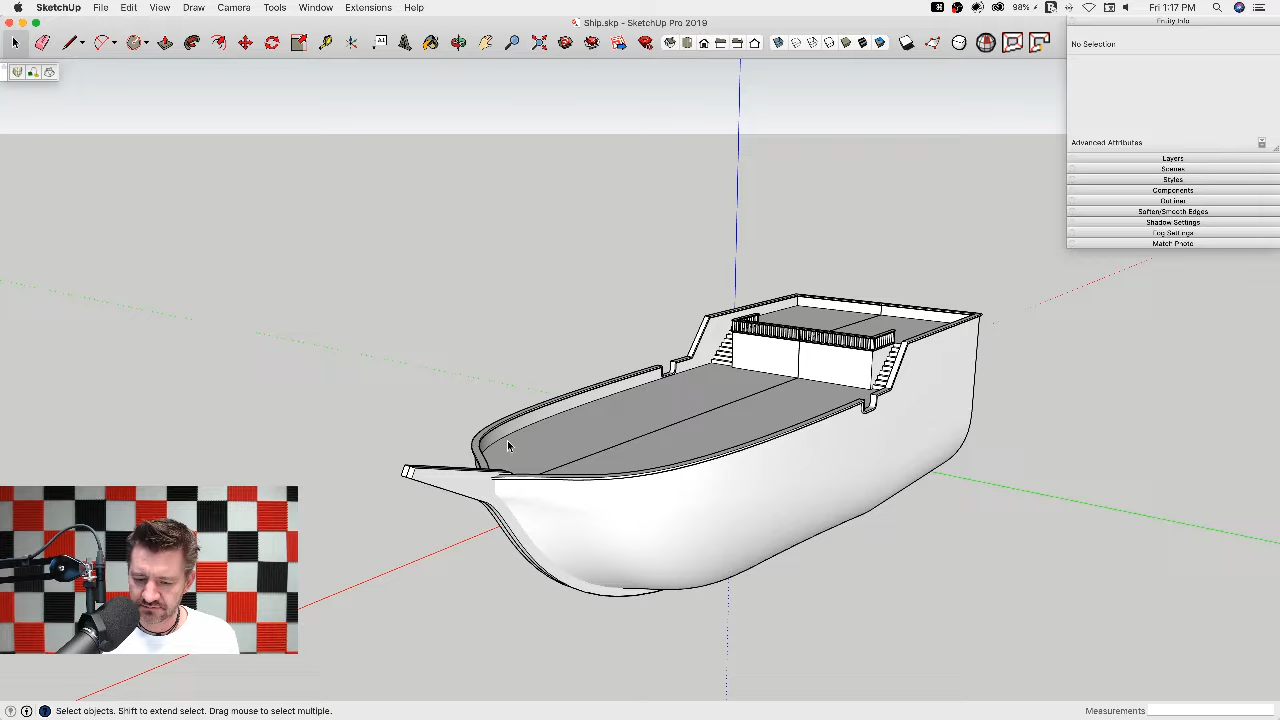 SketchUp File Edit View Draw Camera Tools Window Extensions Help
98% Fri 1:17 PM
Ship.skp - SketchUp Pro 2019
Entity Info
No Selection
Advanced Attributes
Layers
Scenes
Styles
Components
Outliner
Soften/Smooth Edges
Shadow Settings
Fog Settings
Match Photo
Select objects. Shift to extend select. Drag mouse to select multiple.
Measurements